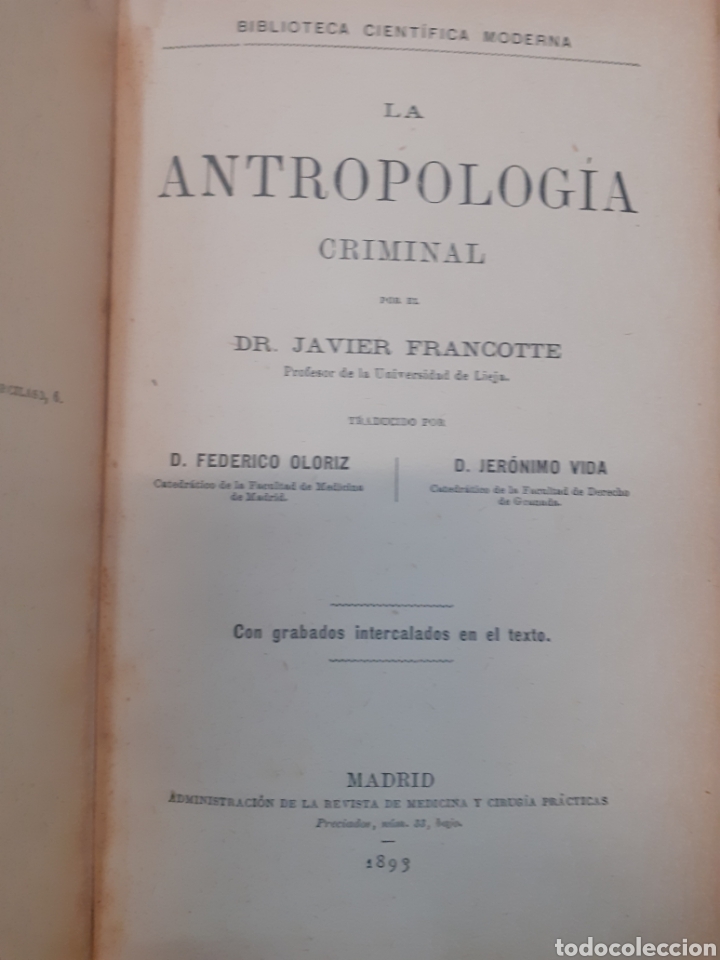 BIBLIOTECA CIENTÍFICA MODERNA
LA
ANTROPOLOGÍA
CRIMINAL
POR EL
DR. JAVIER FRANCOTTE
Profesor de la Universidad de Lieja.
TRADUCIDO POR
D. FEDERICO OLORIZ
Catedrático de la Facultad de Medicina
de Madrid.
D. JERÓNIMO VIDA
Catedrático de la Facultad de Derecho
de Granada.
Con grabados intercalados en el texto.
MADRID
ADMINISTRACIÓN DE LA REVISTA DE MEDICINA Y CIRUGÍA PRÁCTICAS
Preciados, núm. 33, bajo.
1893
todocoleccion